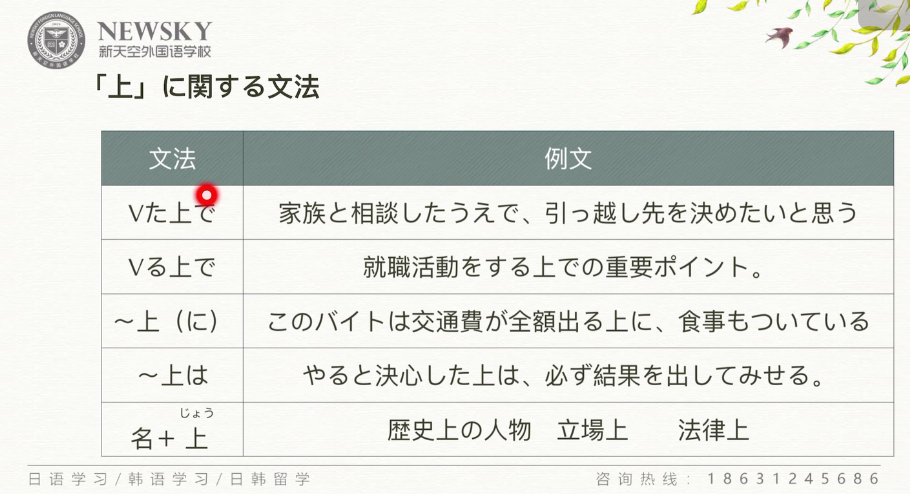 NEWSKY
新天空外国语学校
「上」に関する文法
文法
例文
Vた上で
家族と相談したうえで、引っ越し先を決めたいと思う
Vる上で
就職活動をする上での重要ポイント。
～上（に）
このバイトは交通費が全額出る上に、食事もついている
～上は
やると決心した上は、必ず結果を出してみせる。
じょう
名＋上
歴史上の人物　立場上　　法律上
日语学习/韩语学习/日韩留学
咨询热线：18631245686